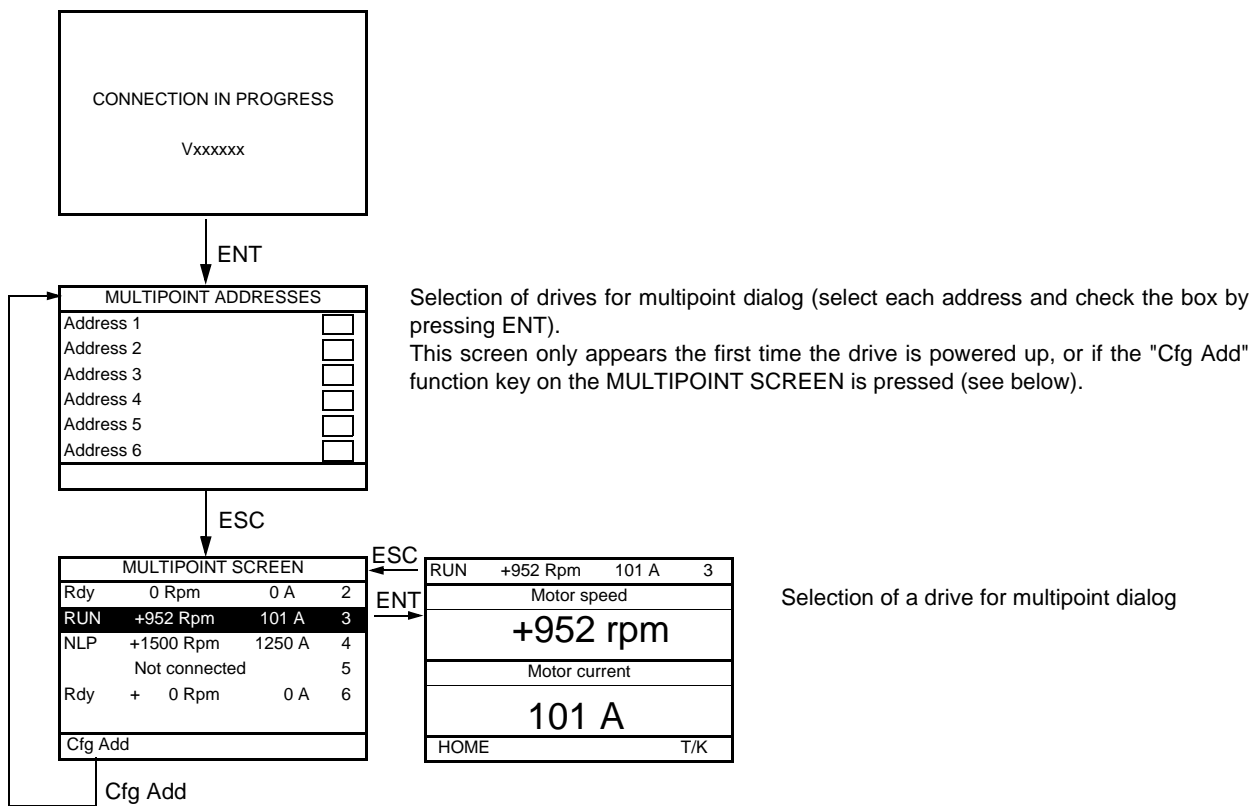 CONNECTION IN PROGRESS
Vxxxxxx
ENT
MULTIPOINT ADDRESSES
Address 1
Address 2
Address 3
Address 4
Address 5
Address 6
Selection of drives for multipoint dialog (select each address and check the box by
pressing ENT).
This screen only appears the first time the drive is powered up, or if the "Cfg Add"
function key on the MULTIPOINT SCREEN is pressed (see below).
ESC
MULTIPOINT SCREEN
Rdy 0 Rpm 0 A 2
RUN +952 Rpm 101 A 3
NLP +1500 Rpm 1250 A 4
Not connected 5
Rdy + 0 Rpm 0 A 6
Cfg Add
ESC
ENT
RUN +952 Rpm 101 A 3
Motor speed
+952 rpm
Motor current
101 A
HOME T/K
Selection of a drive for multipoint dialog
Cfg Add